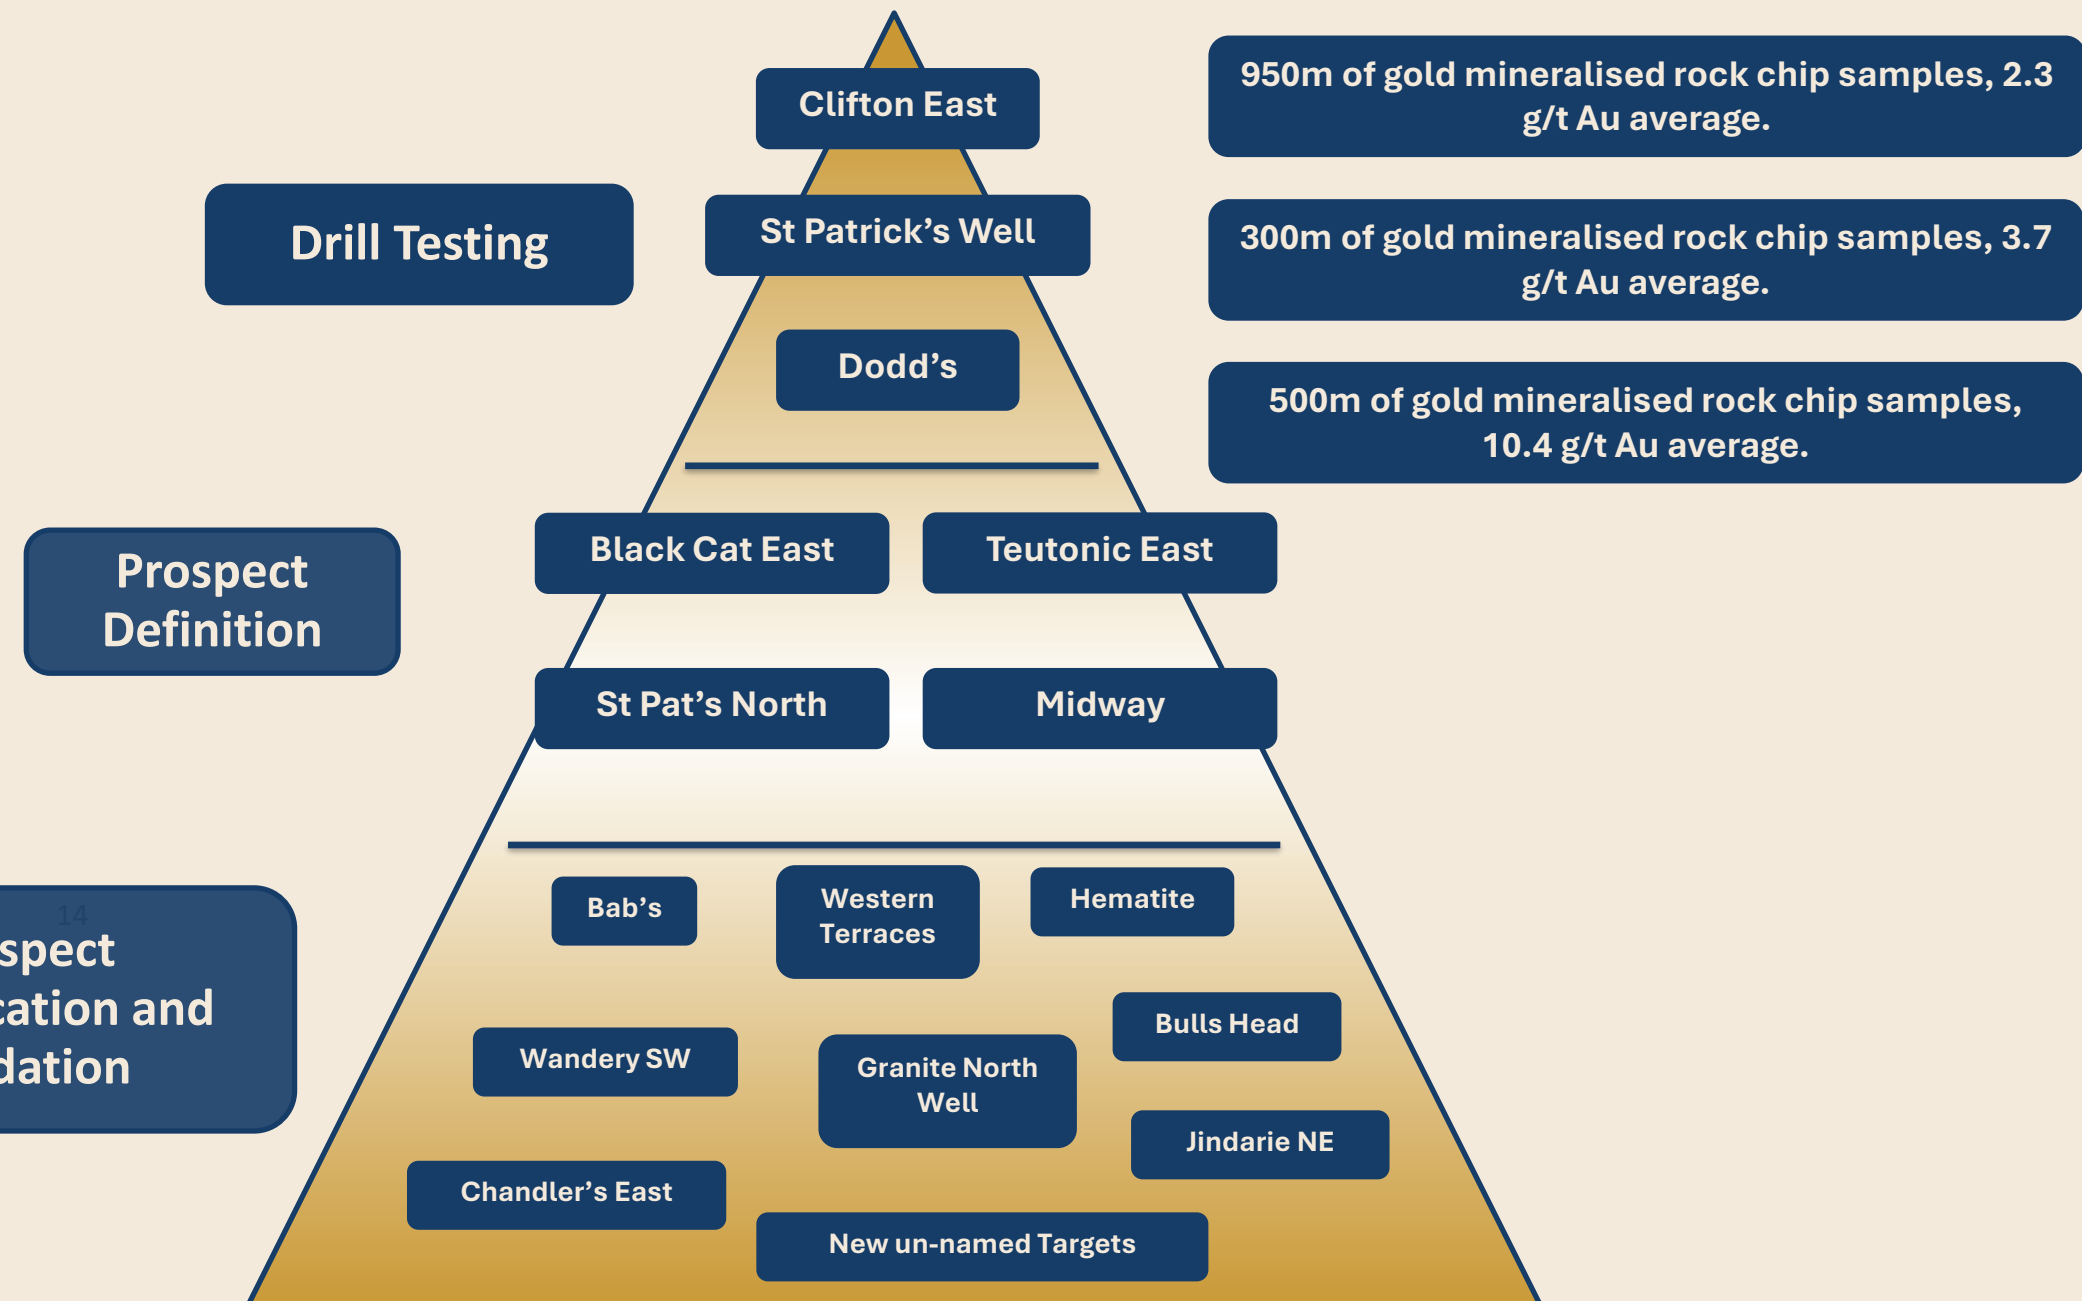 Clifton East
950m of gold mineralised rock chip samples, 2.3
g/t Au average.
Drill Testing
St Patrick’s Well
300m of gold mineralised rock chip samples, 3.7
g/t Au average.
Dodd’s
500m of gold mineralised rock chip samples,
10.4 g/t Au average.
Prospect
Definition
Black Cat East
Teutonic East
St Pat’s North
Midway
14
spect
cation and
dation
Bab’s
Western
Terraces
Hematite
Bulls Head
Wandery SW
Granite North
Well
Jindarie NE
Chandler’s East
New un-named Targets